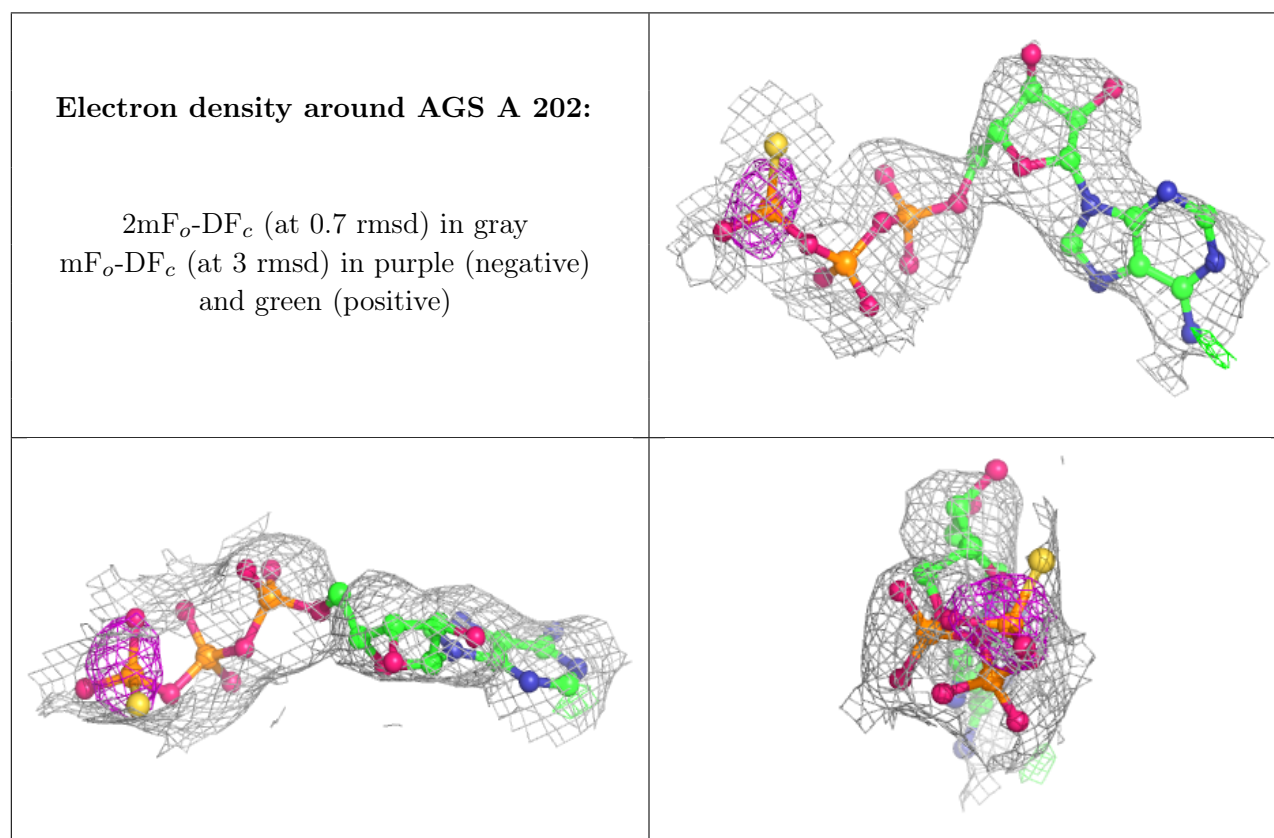 Electron density around AGS A 202:
2mFo-DFc (at 0.7 rmsd) in gray
mFo-DFc (at 3 rmsd) in purple (negative)
and green (positive)